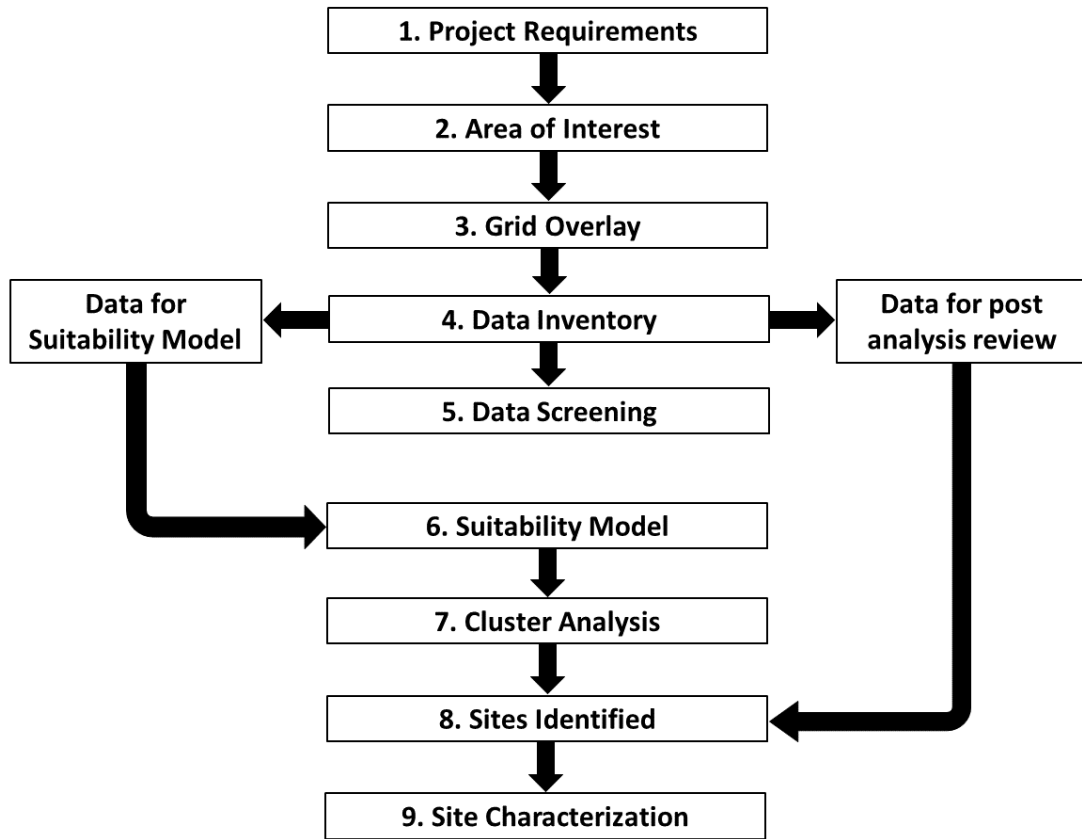 1. Project Requirements
2. Area of Interest
3. Grid Overlay
Data for
Suitability Model
4. Data Inventory
Data for post
analysis review
5. Data Screening
6. Suitability Model
7. Cluster Analysis
8. Sites Identified
9. Site Characterization